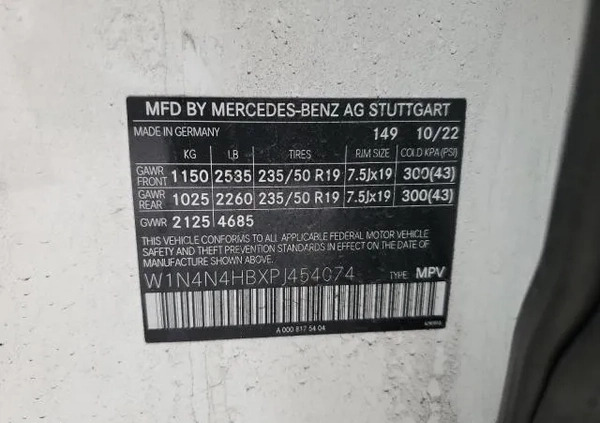 MFD BY MERCEDES-BENZ AG STUTTGART
MADE IN GERMANY 149 10/22
KG LB TIRES RIM SIZE COLD KPA(PSI)
GAWR FRONT 1150 2535 235/50 R19 7.5Jx19 300(43)
GAWR REAR 1025 2260 235/50 R19 7.5Jx19 300(43)
GVWR 2125 4685
THIS VEHICLE CONFORMS TO ALL APPLICABLE FEDERAL MOTOR VEHICLE
SAFETY AND THEFT PREVENTION STANDARDS IN EFFECT ON THE DATE OF
MANUFACTURE SHOWN ABOVE.
W1N4N4HBXPJ454074 TYPE: MPV
A 000 817 54 04